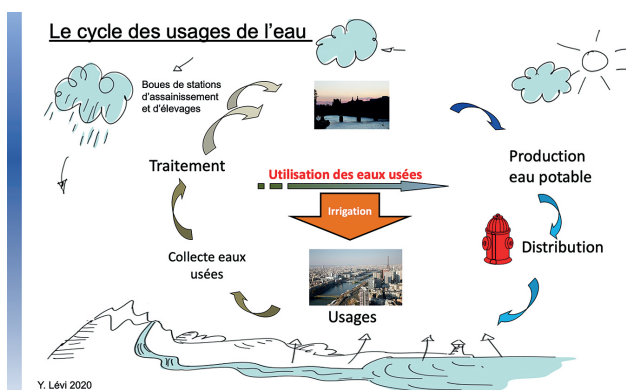 Le cycle des usages de l'eau
Boues de stations
d'assainissement
et d'élevages
Traitement
Utilisation des eaux usées
Production
eau potable
Irrigation
Collecte eaux
usées
Distribution
Usages
Y. Lévi 2020